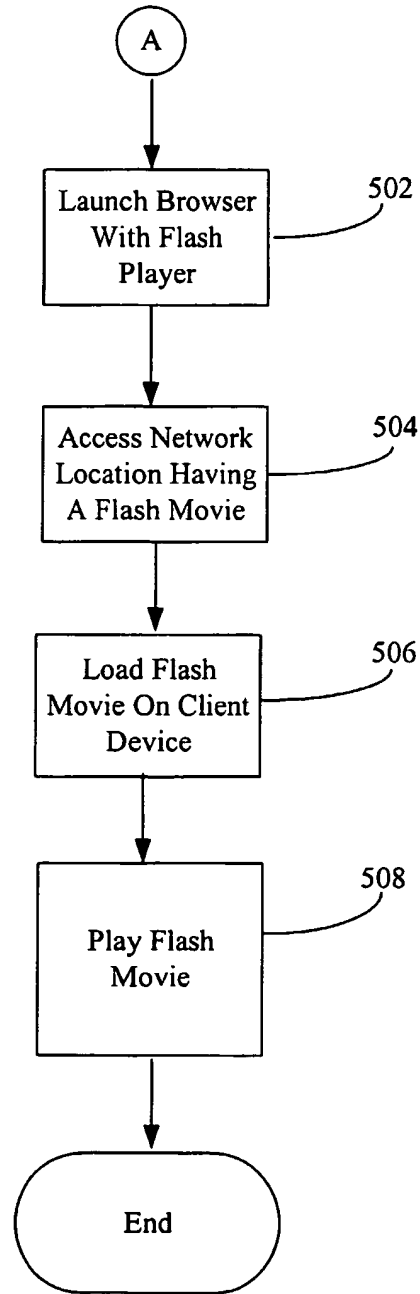 A
Launch Browser
With Flash
Player
502
Access Network
Location Having
A Flash Movie
504
Load Flash
Movie On Client
Device
506
Play Flash
Movie
508
End